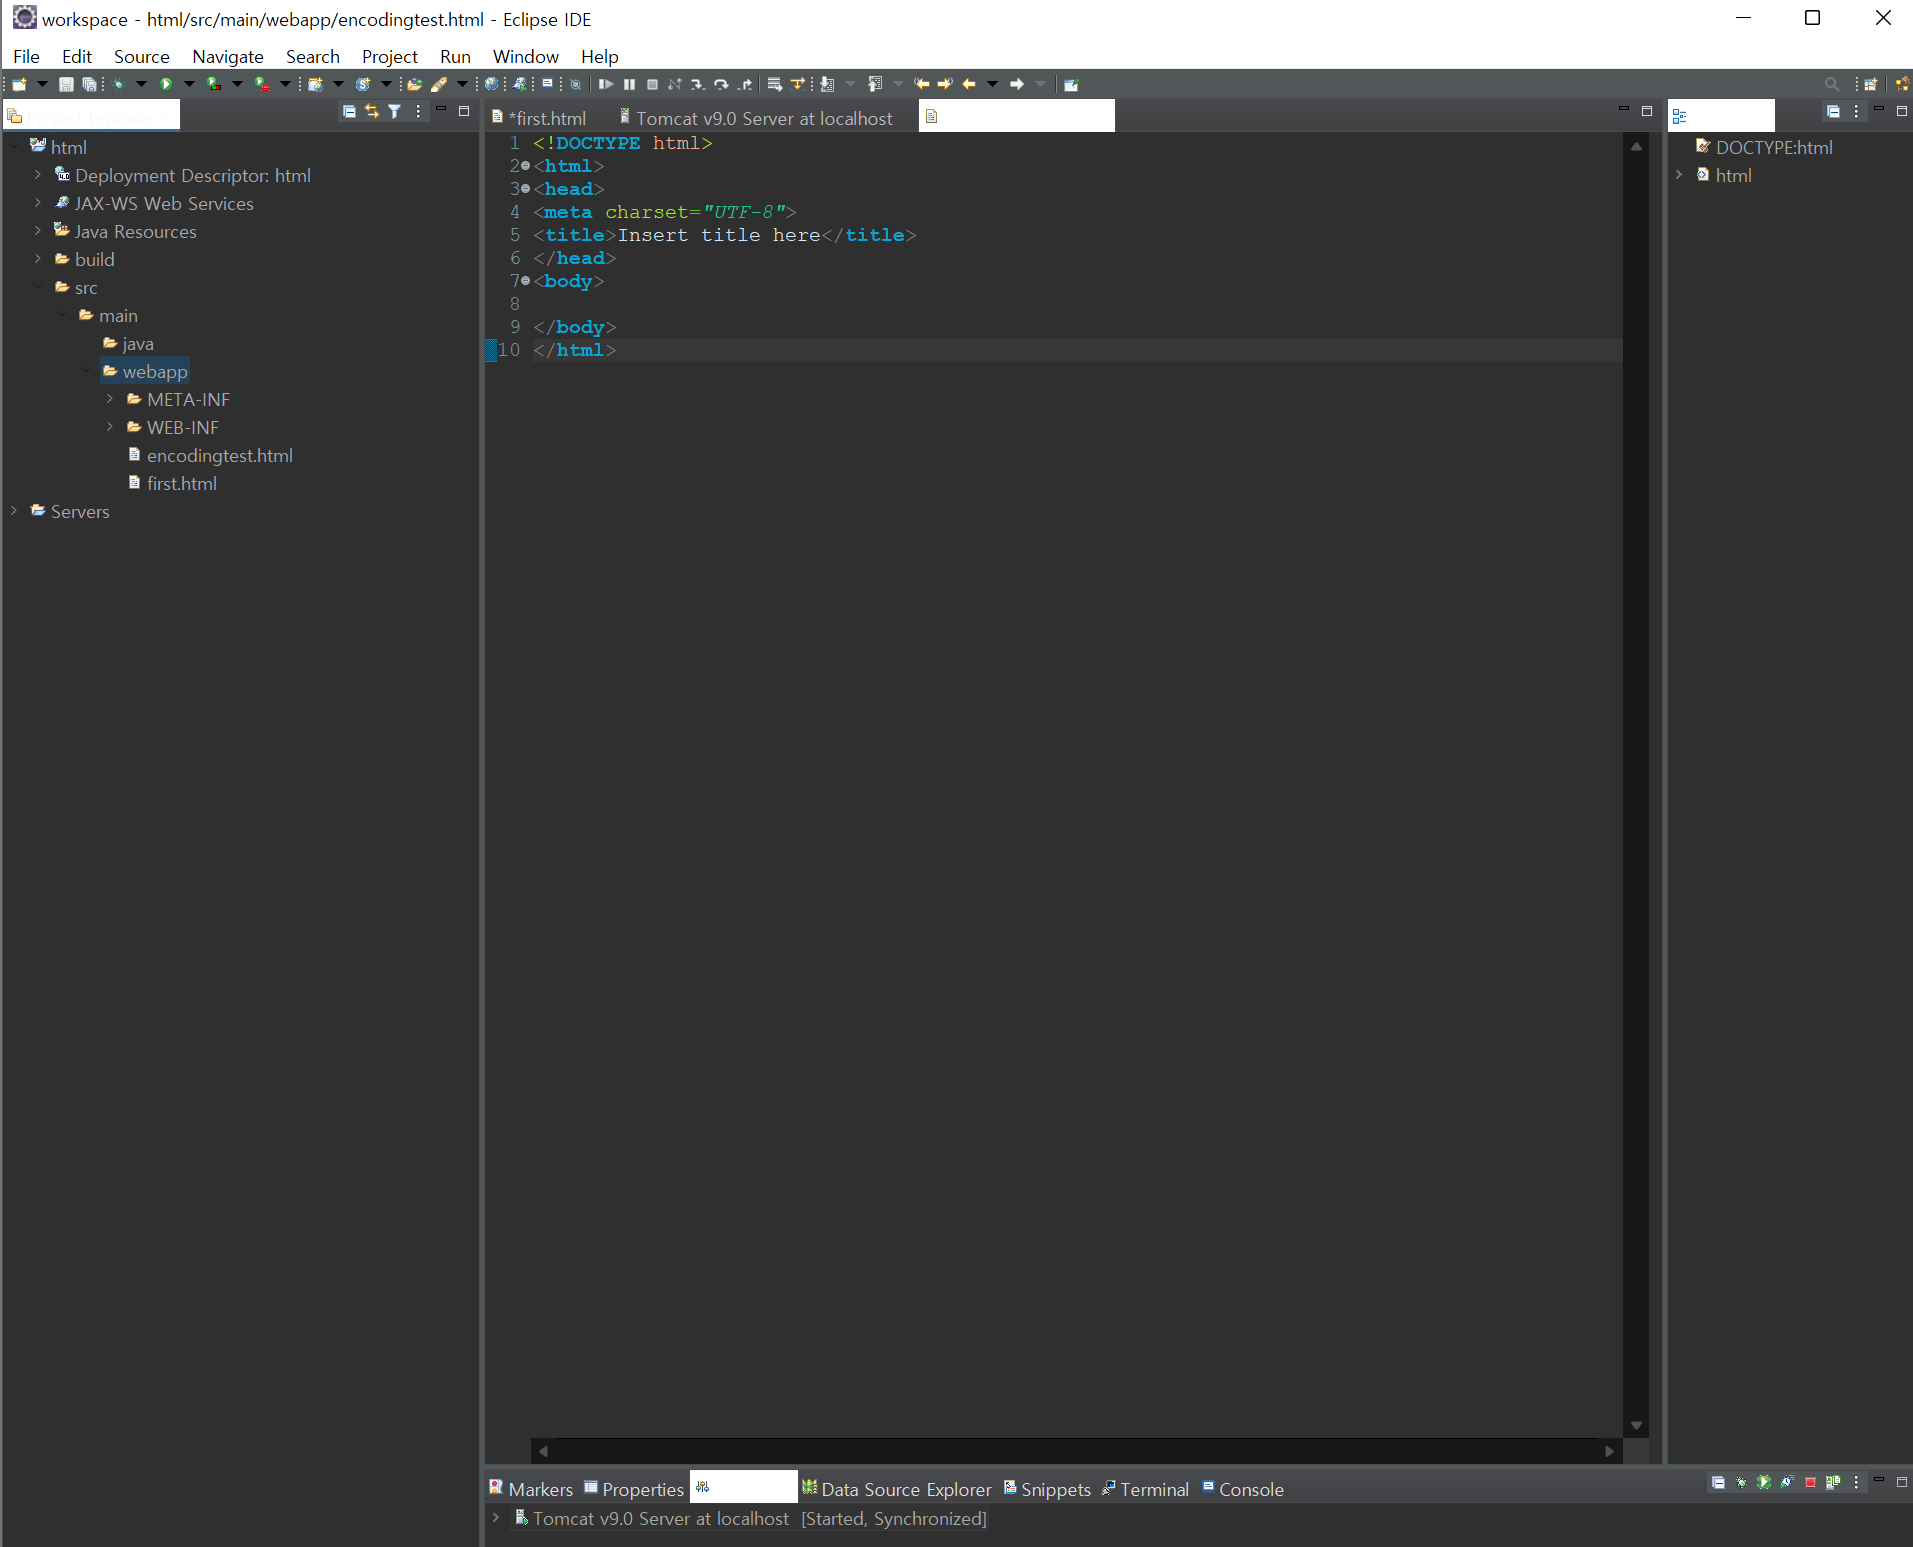 workspace - html/src/main/webapp/encodingtest.html - Eclipse IDE
File Edit Source Navigate Search Project Run Window Help
Project Explorer
*first.html Tomcat v9.0 Server at localhost
html
Deployment Descriptor: html
JAX-WS Web Services
Java Resources
build
src
main
java
webapp
META-INF
WEB-INF
encodingtest.html
first.html
Servers
1 <!DOCTYPE html>
2 <html>
3 <head>
4 <meta charset="UTF-8">
5 <title>Insert title here</title>
6 </head>
7 <body>
8
9 </body>
10 </html>
DOCTYPE:html
html
Markers Properties Data Source Explorer Snippets Terminal Console
Tomcat v9.0 Server at localhost [Started, Synchronized]